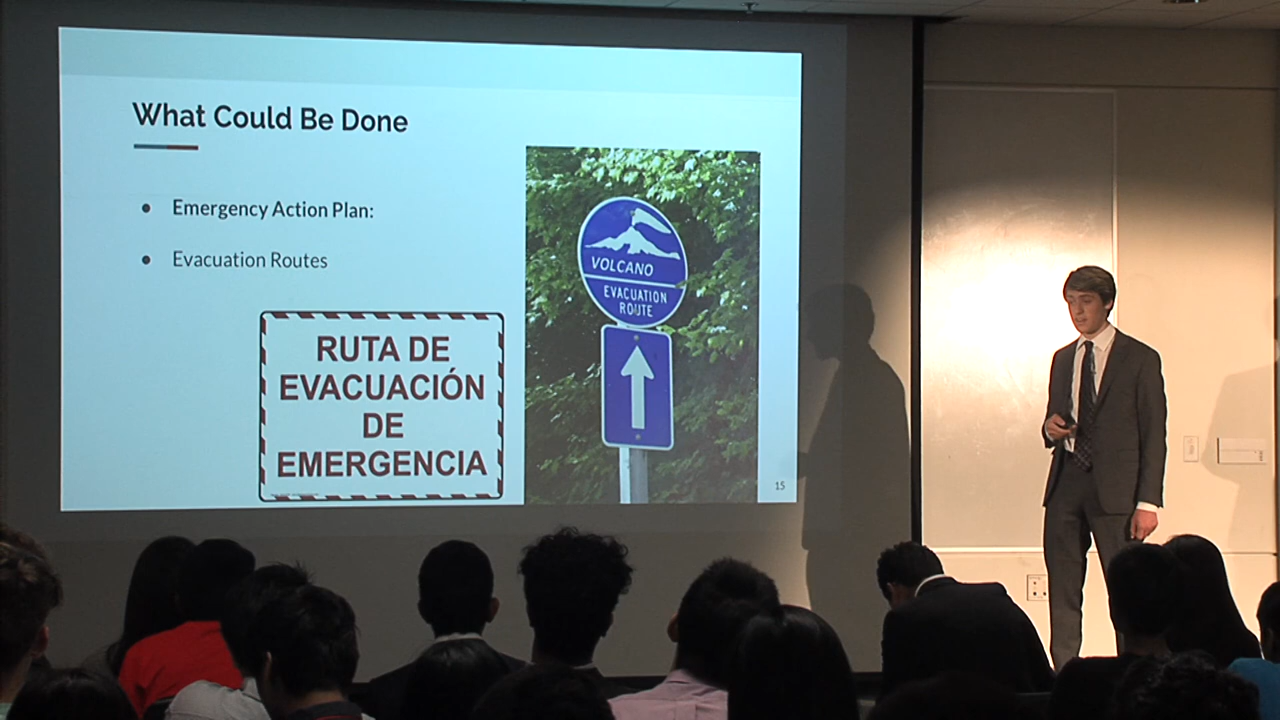 What Could Be Done
Emergency Action Plan:
Evacuation Routes
RUTA DE
EVACUACIÓN
DE
EMERGENCIA
VOLCANO
EVACUATION
ROUTE
15